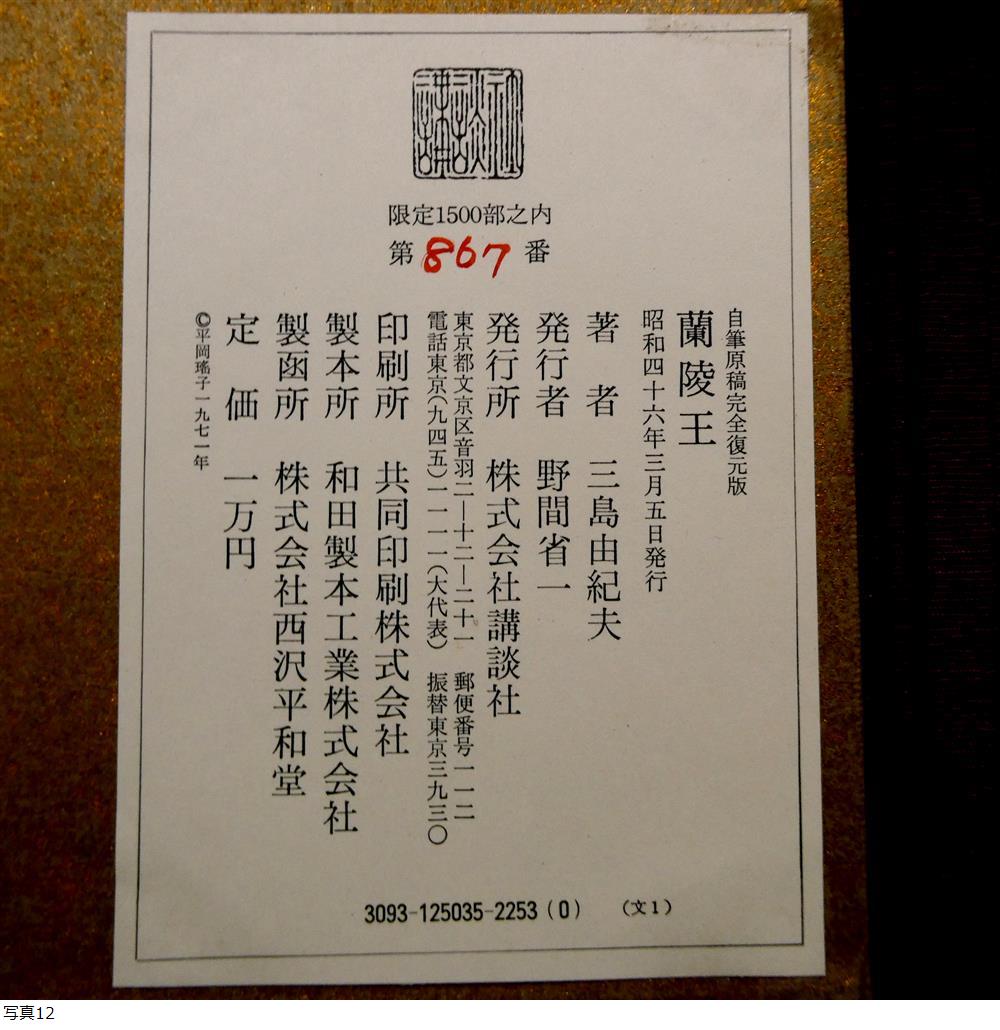 講談社
限定1500部之内
第867番
自筆原稿完全復元版
蘭陵王
昭和四十六年三月五日発行
著者 三島由紀夫
発行者 野間省一
発行所 株式会社講談社
東京都文京区音羽二―十二―二十一 郵便番号一一二
電話東京(九四五)一一一一(大代表) 振替東京三九三〇
印刷所 共同印刷株式会社
製本所 和田製本工業株式会社
製函所 株式会社西沢平和堂
定価 一万円
©平岡瑤子一九七一年
3093-125035-2253(0) (文1)
写真12